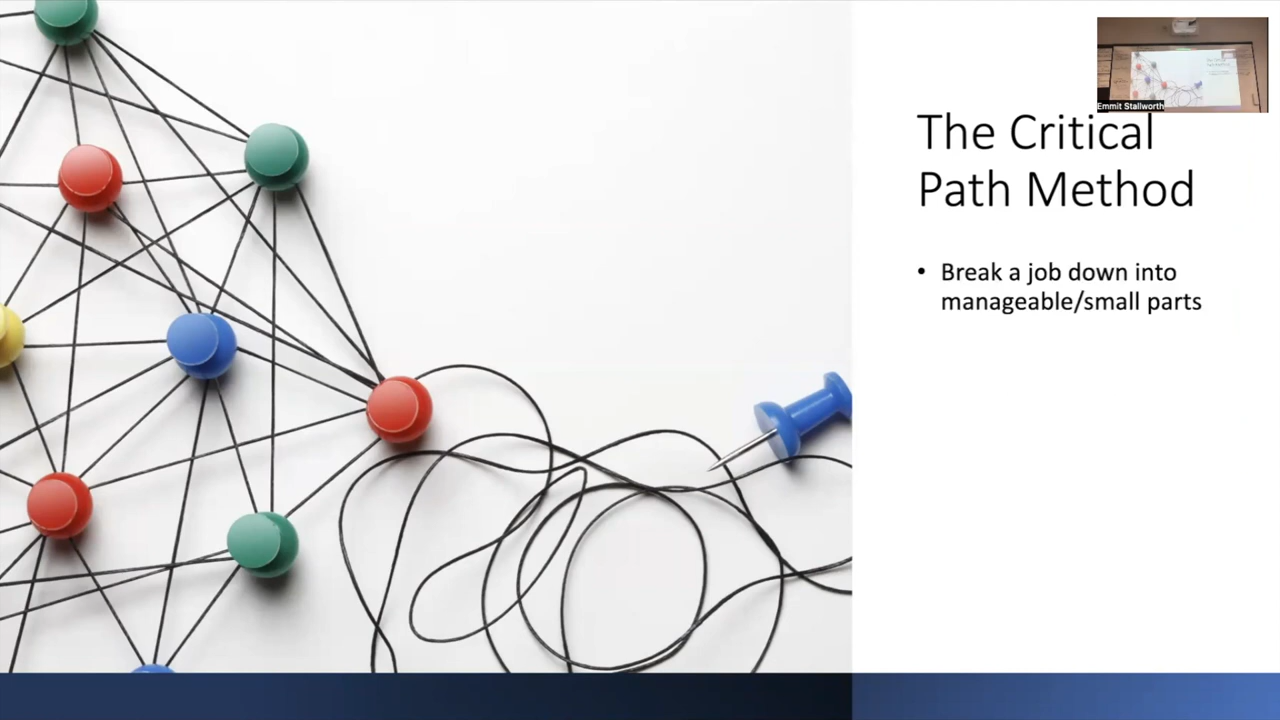 Emmit Stallworth
The Critical
Path Method
• Break a job down into
manageable/small parts